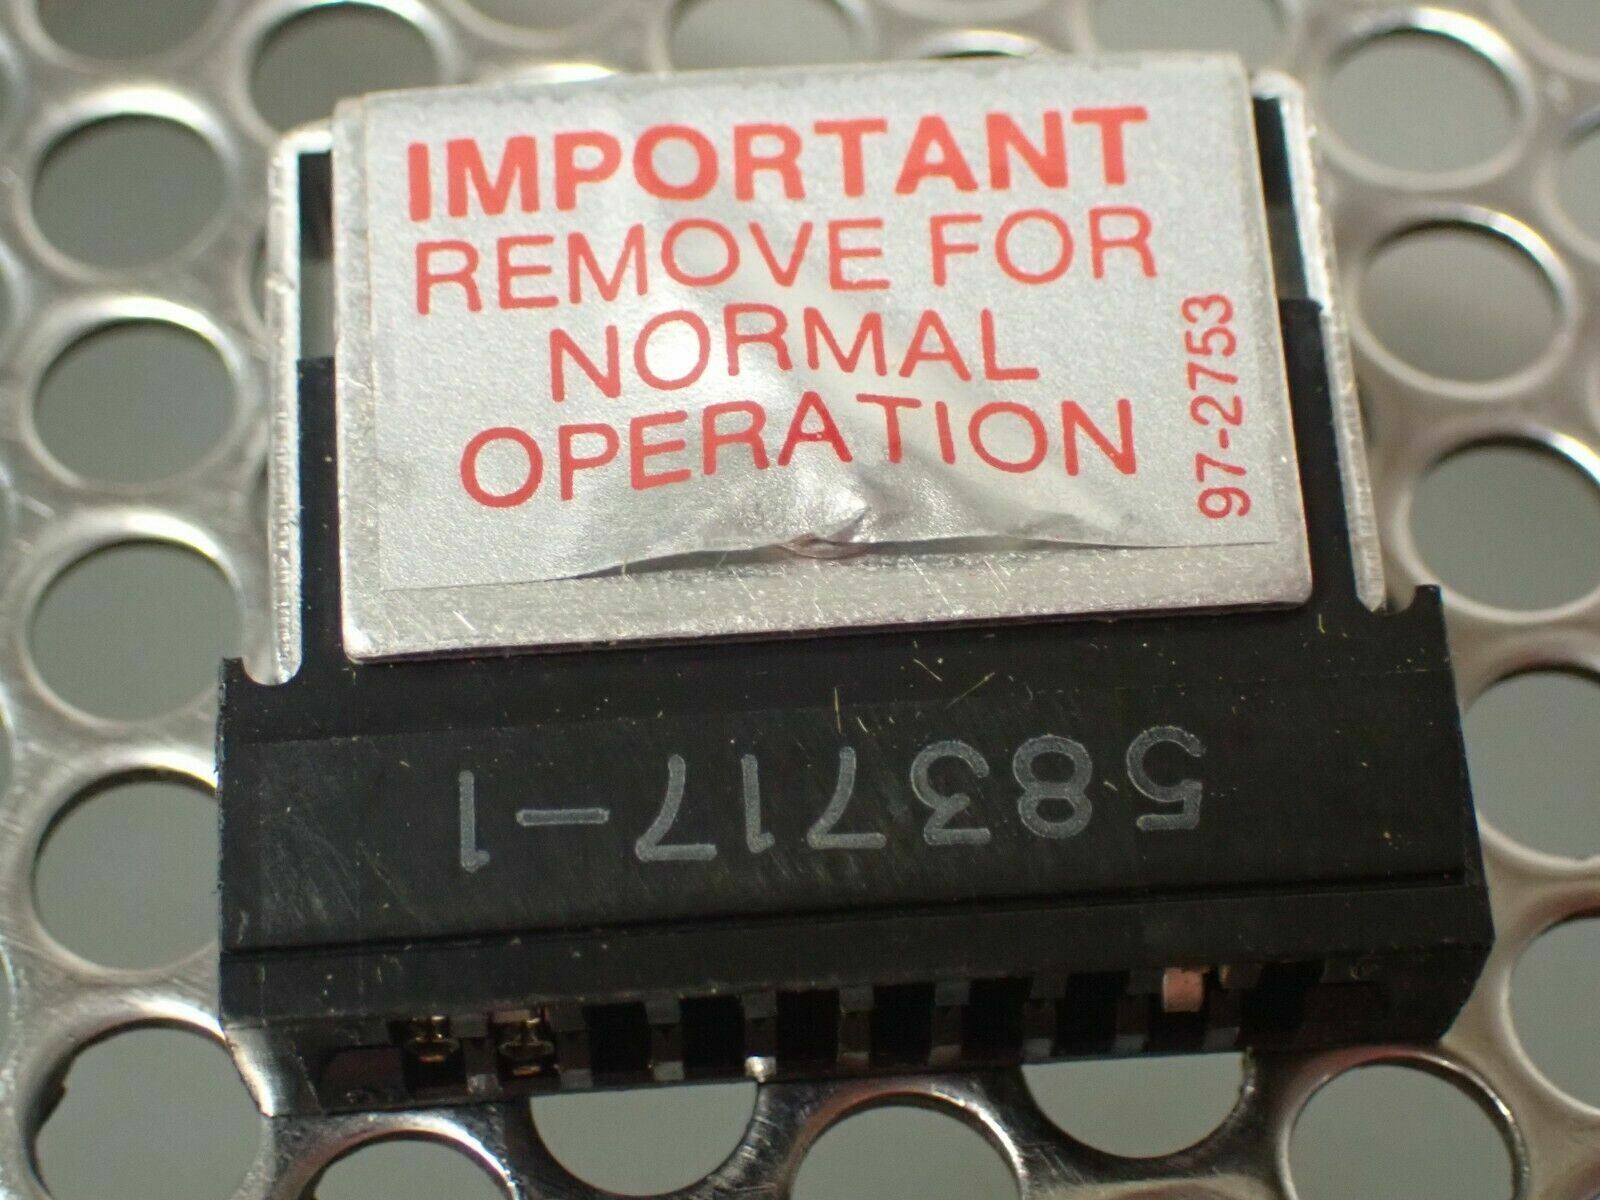 IMPORTANT
REMOVE FOR
NORMAL
OPERATION
97-2753
583717-1